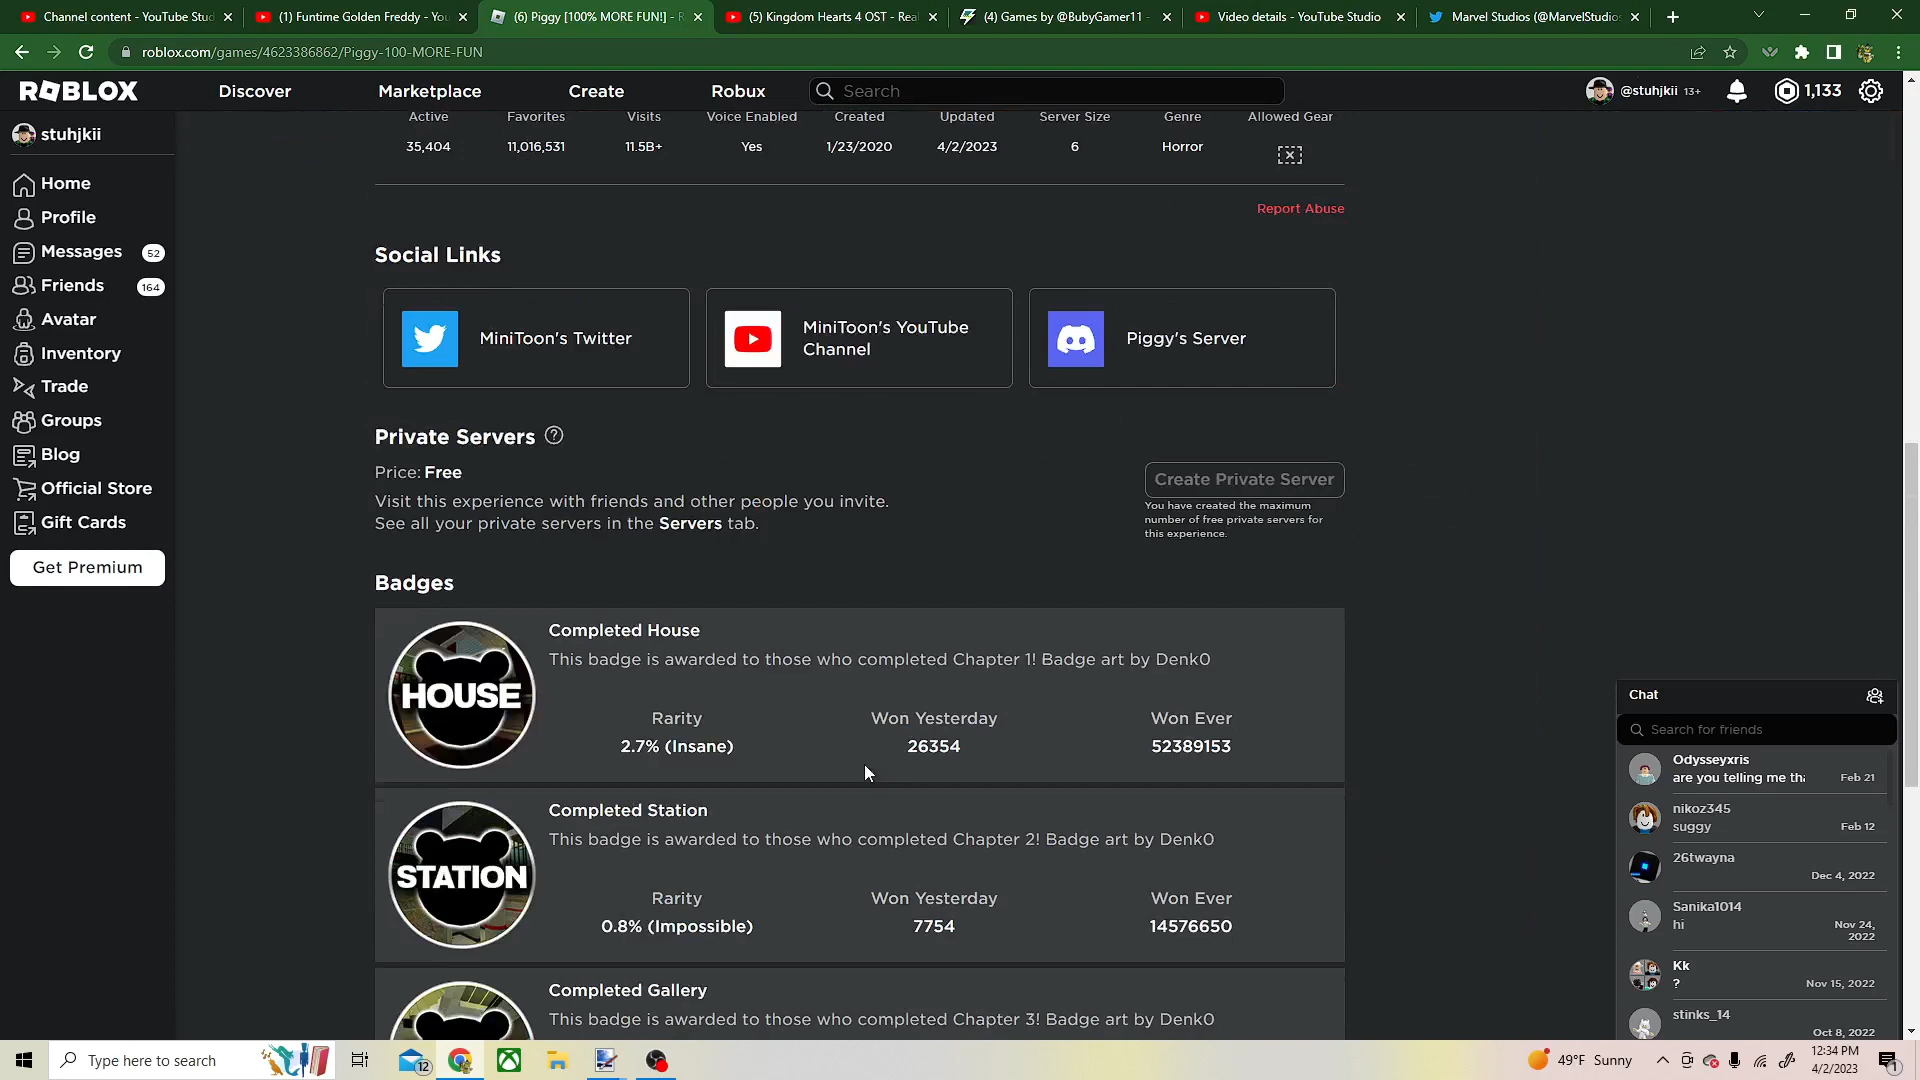 Channel content - YouTube Stud
(1) Funtime Golden Freddy - You
(6) Piggy [100% MORE FUN!] - R
(5) Kingdom Hearts 4 OST - Rea
(4) Games by @BubyGamer11 -
Video details - YouTube Studio
Marvel Studios (@MarvelStudios
roblox.com/games/4623386862/Piggy-100-MORE-FUN
ROBLOX
Discover
Marketplace
Create
Robux
Search
@stuhjkii 13+
1,133
stuhjkii
Home
Profile
Messages 52
Friends 164
Avatar
Inventory
Trade
Groups
Blog
Official Store
Gift Cards
Get Premium
Active Favorites Visits Voice Enabled Created Updated Server Size Genre Allowed Gear
35,404 11,016,531 11.5B+ Yes 1/23/2020 4/2/2023 6 Horror
Report Abuse
Social Links
MiniToon's Twitter
MiniToon's YouTube
Channel
Piggy's Server
Private Servers ?
Price: Free
Visit this experience with friends and other people you invite.
See all your private servers in the Servers tab.
Create Private Server
You have created the maximum
number of free private servers for
this experience.
Badges
HOUSE
Completed House
This badge is awarded to those who completed Chapter 1! Badge art by Denk0
Rarity Won Yesterday Won Ever
2.7% (Insane) 26354 52389153
STATION
Completed Station
This badge is awarded to those who completed Chapter 2! Badge art by Denk0
Rarity Won Yesterday Won Ever
0.8% (Impossible) 7754 14576650
Completed Gallery
This badge is awarded to those who completed Chapter 3! Badge art by Denk0
Chat
Search for friends
Odysseyxris
are you telling me tha Feb 21
nikoz345
suggy Feb 12
26twayna
Dec 4, 2022
Sanika1014
hi Nov 24,
2022
Kk
? Nov 15, 2022
stinks_14
Oct 8, 2022
Type here to search
12
49°F Sunny
12:34 PM
4/2/2023
1